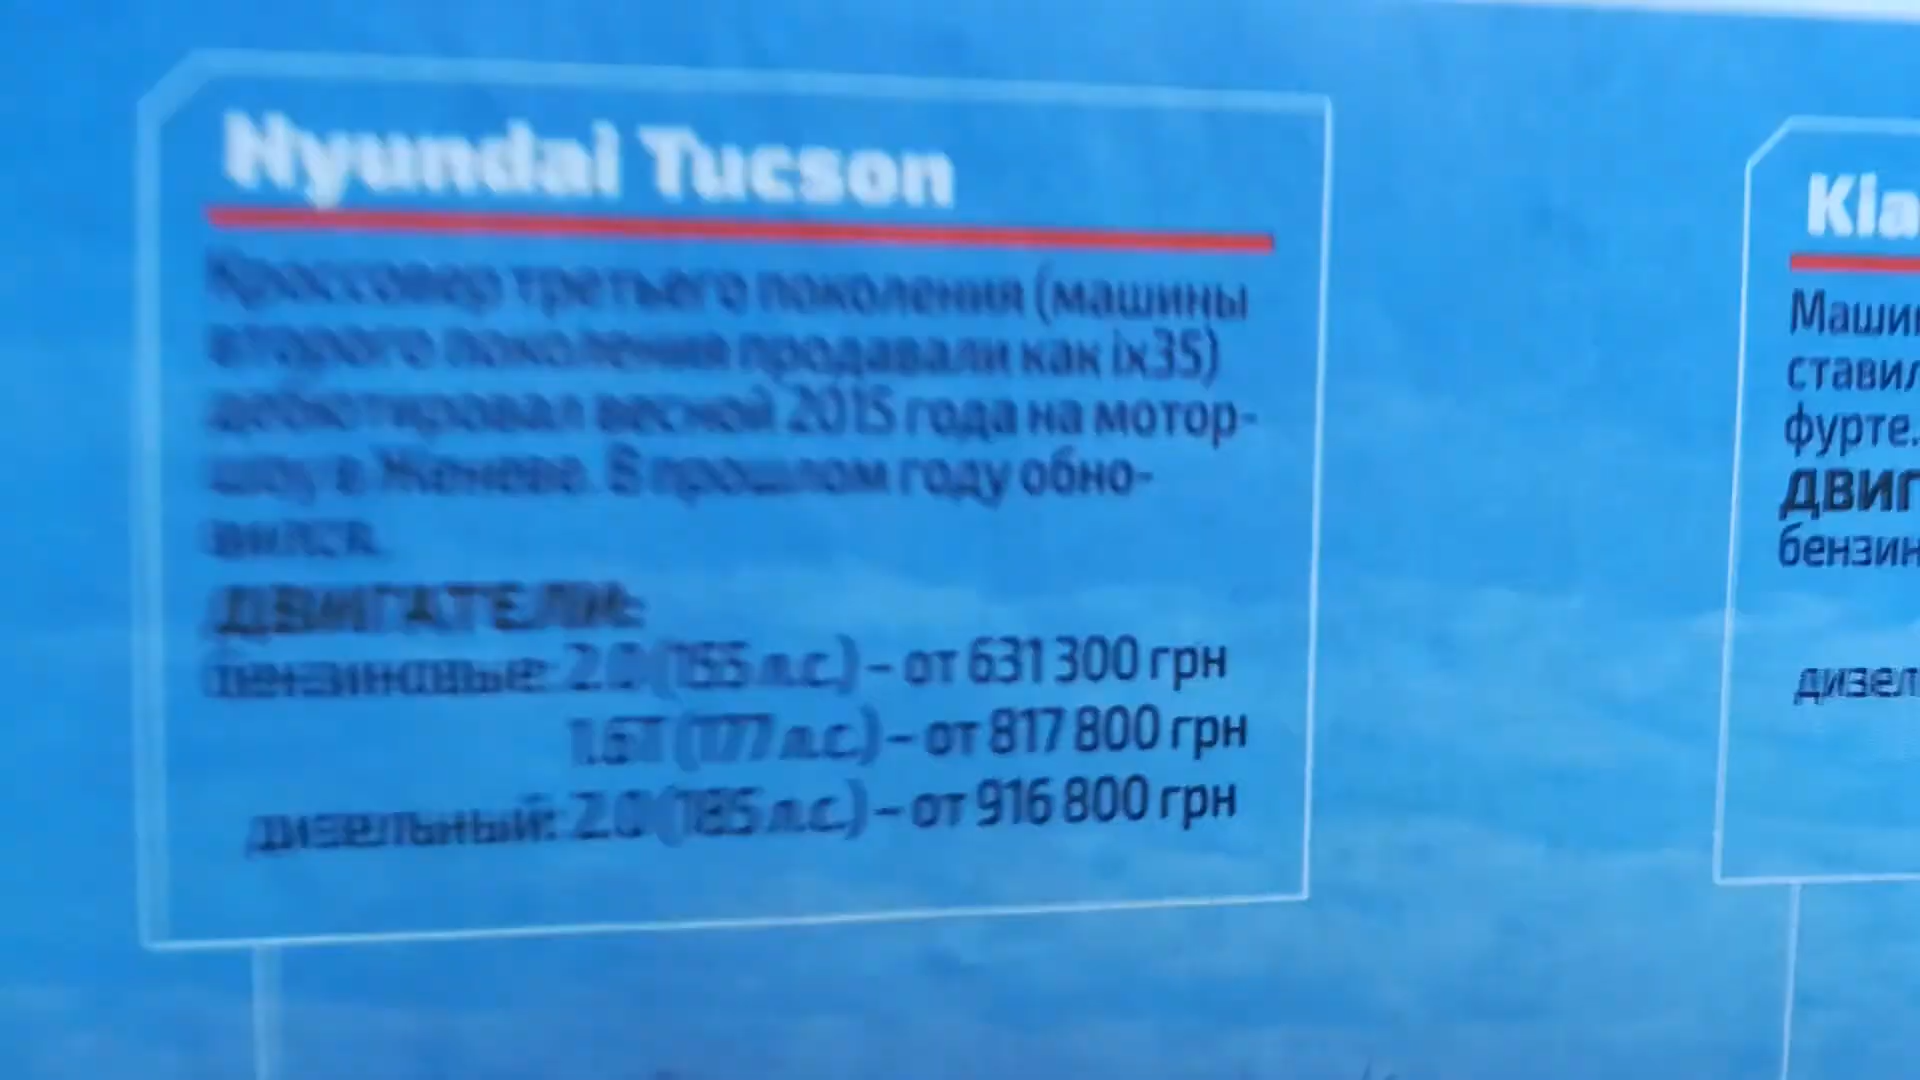 Hyundai Tucson
Кроссовер третьего поколения (машины
второго поколения продавали как ix35)
дебютировал весной 2015 года на мотор-
шоу в Женеве. В прошлом году обно-
вился.
ДВИГАТЕЛИ:
бензиновые: 2.0 (155 л.с.) – от 631 300 грн
1.6T (177 л.с.) – от 817 800 грн
дизельный: 2.0 (185 л.с.) – от 916 800 грн
Kia
Машин
ставил
фурте.
ДВИГ
бензин
дизел